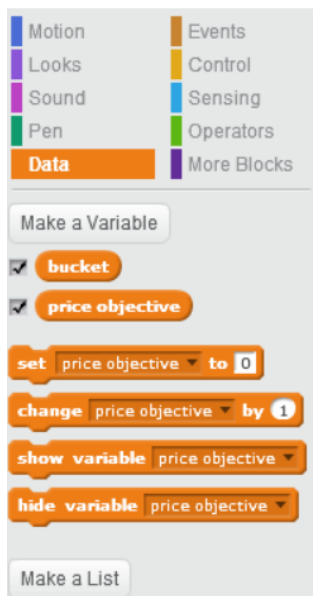 Motion Events
Looks Control
Sound Sensing
Pen Operators
Data More Blocks
Make a Variable
bucket
price objective
set price objective to 0
change price objective by 1
show variable price objective
hide variable price objective
Make a List